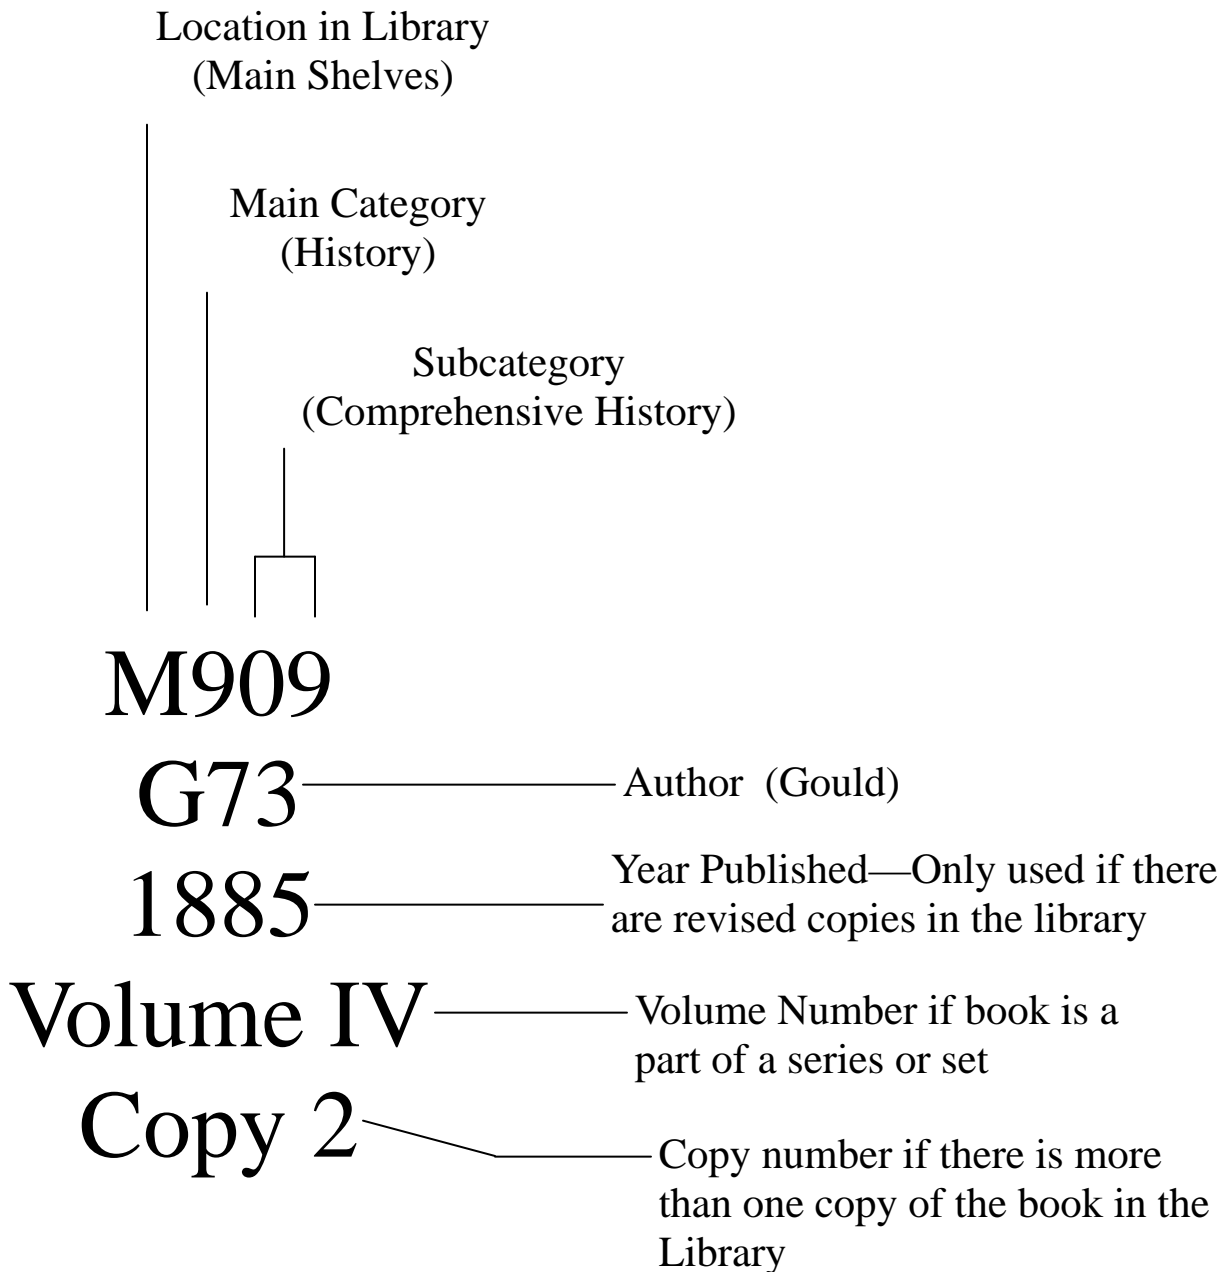 Location in Library
(Main Shelves)
Main Category
(History)
Subcategory
(Comprehensive History)
M909
G73
Author (Gould)
1885
Year Published—Only used if there
are revised copies in the library
Volume IV
Volume Number if book is a
part of a series or set
Copy 2
Copy number if there is more
than one copy of the book in the
Library